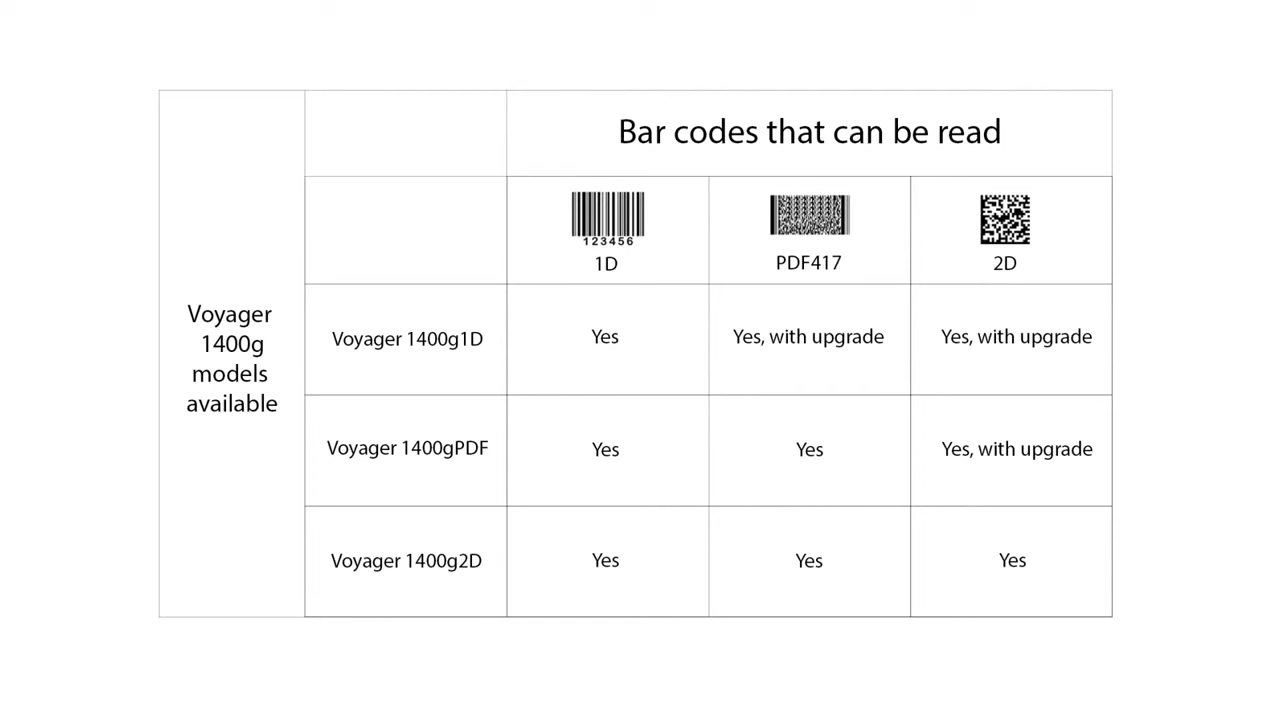 Bar codes that can be read
123456
1D
PDF417
2D
Voyager
1400g
models
available
Voyager 1400g1D
Yes
Yes, with upgrade
Yes, with upgrade
Voyager 1400gPDF
Yes
Yes
Yes, with upgrade
Voyager 1400g2D
Yes
Yes
Yes